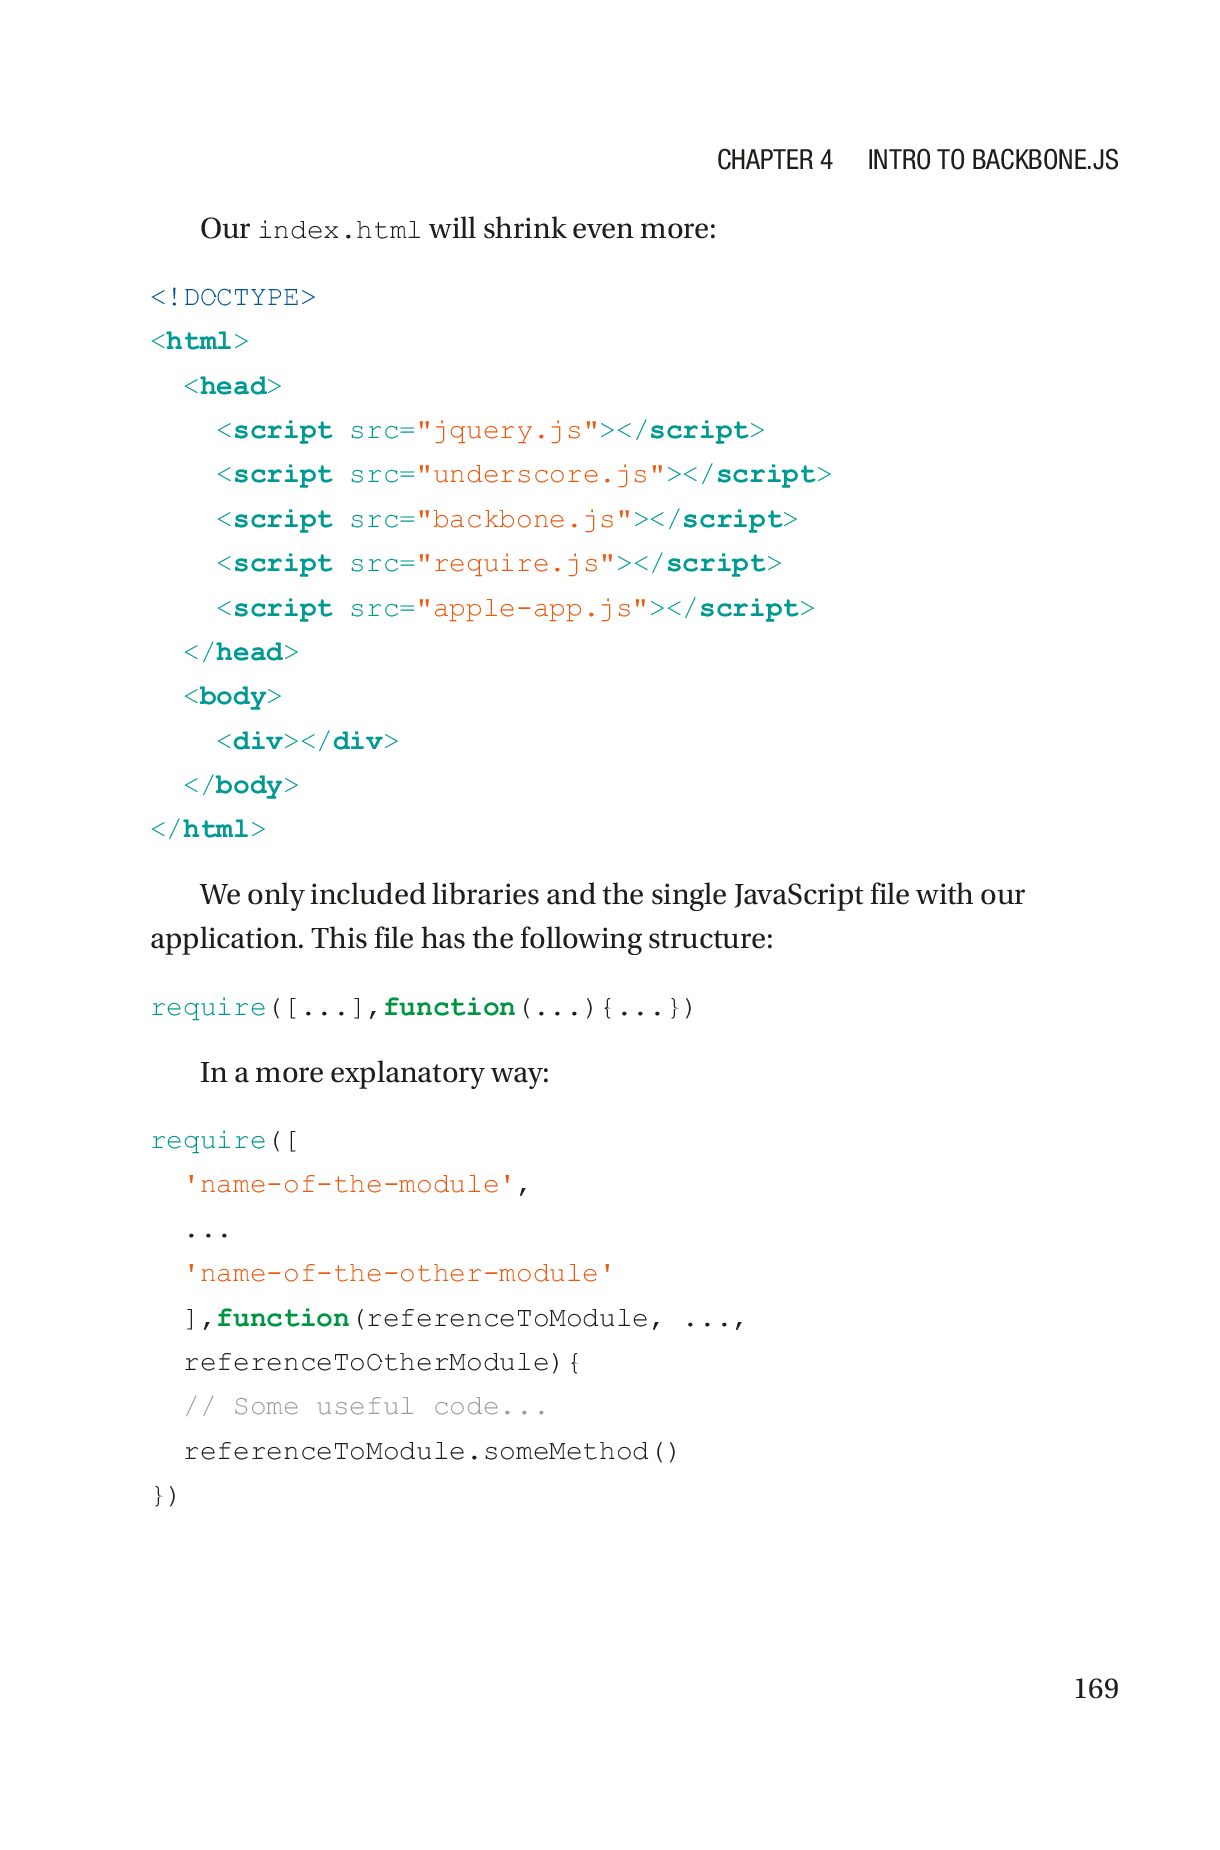 CHAPTER 4 INTRO TO BACKBONE.JS
Our index.html will shrink even more:
<!DOCTYPE>
<html>
  <head>
    <script src="jquery.js"></script>
    <script src="underscore.js"></script>
    <script src="backbone.js"></script>
    <script src="require.js"></script>
    <script src="apple-app.js"></script>
  </head>
  <body>
    <div></div>
  </body>
</html>
We only included libraries and the single JavaScript file with our
application. This file has the following structure:
require([...],function(...){...})
In a more explanatory way:
require([
  'name-of-the-module',
  ...
  'name-of-the-other-module'
  ],function(referenceToModule, ...,
  referenceToOtherModule){
  // Some useful code...
  referenceToModule.someMethod()
})
169